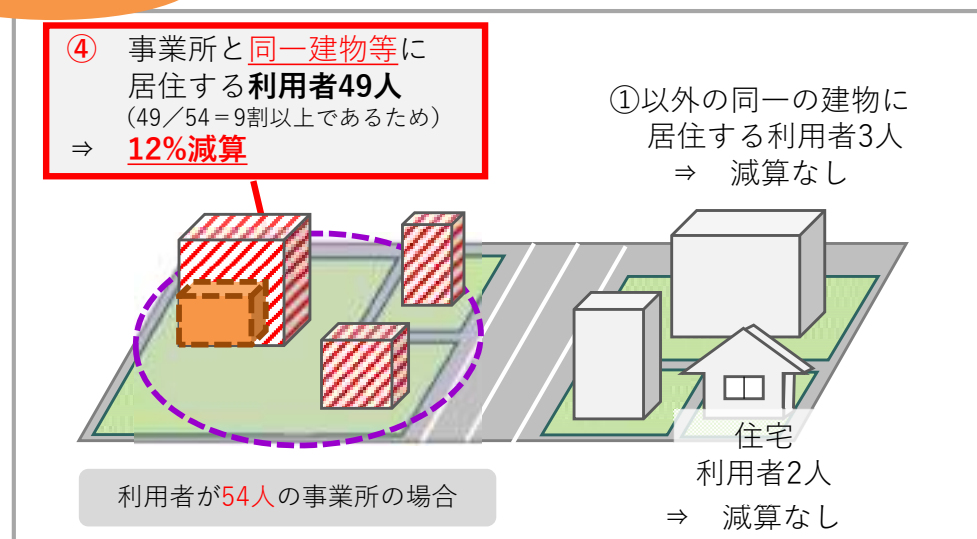 ④ 事業所と同一建物等に
居住する利用者49人
（49／54＝9割以上であるため）
⇒ 12%減算
①以外の同一の建物に
居住する利用者3人
⇒ 減算なし
住宅
利用者2人
⇒ 減算なし
利用者が54人の事業所の場合